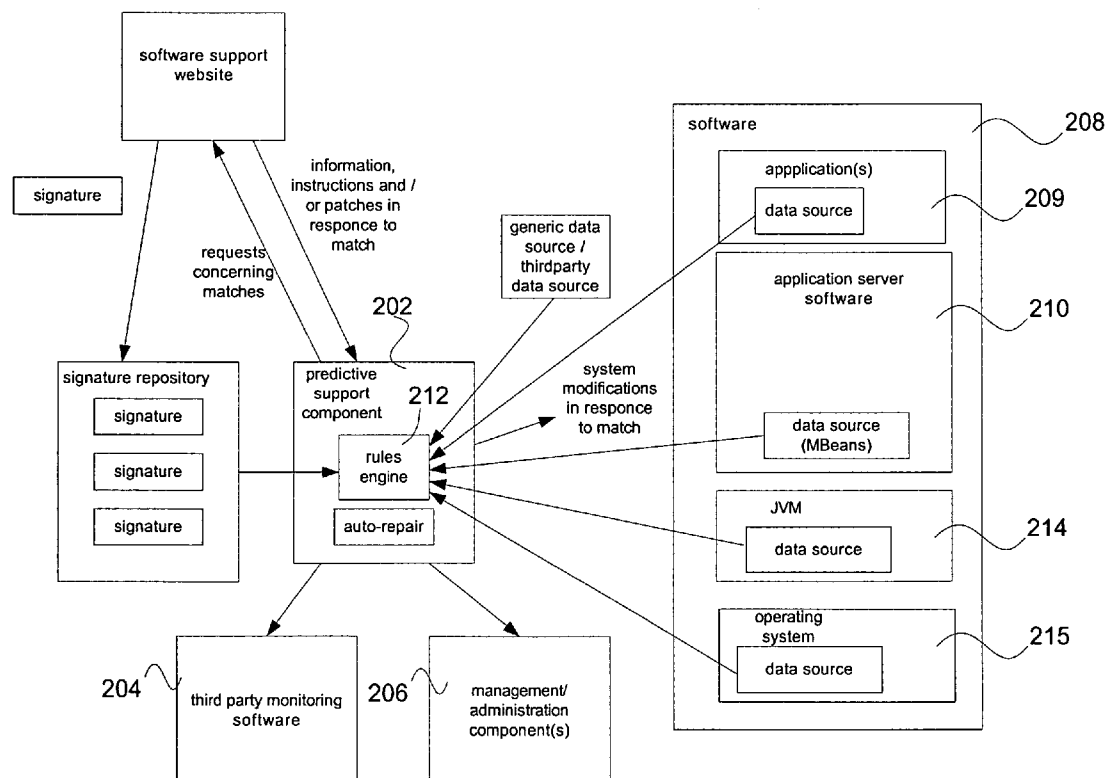 software support
website
signature
information,
instructions and /
or patches in
responce to
match
requests
concerning
matches
generic data
source /
thirdparty
data source
software
208
appplication(s)
data source
209
application server
software
210
data source
(MBeans)
JVM
data source
214
operating
system
data source
215
202
signature repository
signature
signature
signature
predictive
support
component
212
rules
engine
auto-repair
system
modifications
in responce
to match
204
third party monitoring
software
206
management/
administration
component(s)